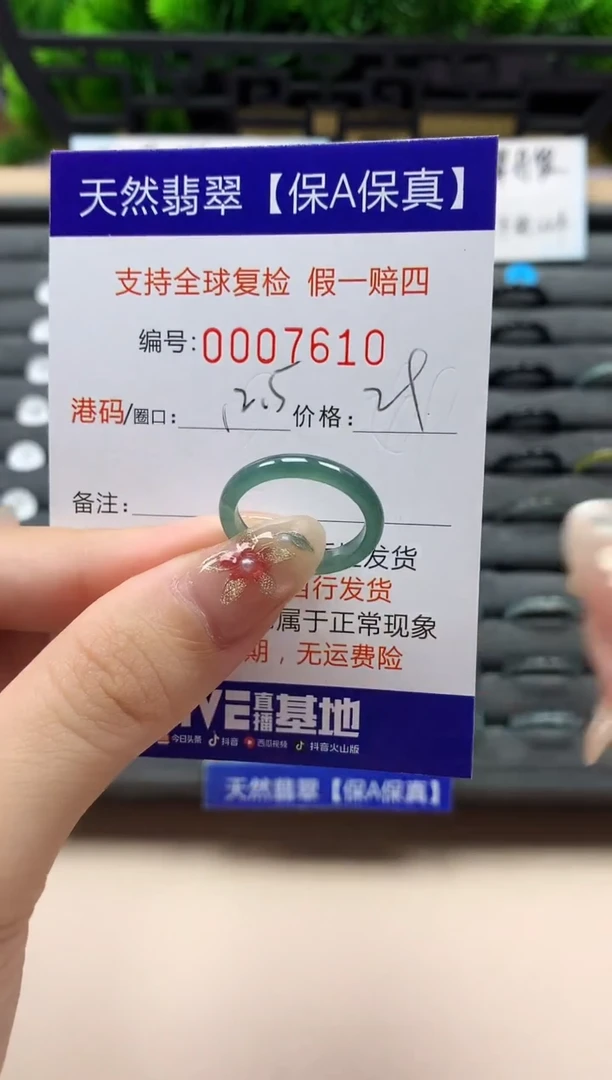 天然翡翠【保A保真】
支持全球复检 假一赔四
编号:0007610
港码/圈口: 12.5 价格: 29
备注:
发货
自行发货
属于正常现象
期，无运费险
VE直播基地
今日头条 抖音 西瓜视频 抖音火山版
天然翡翠【保A保真】